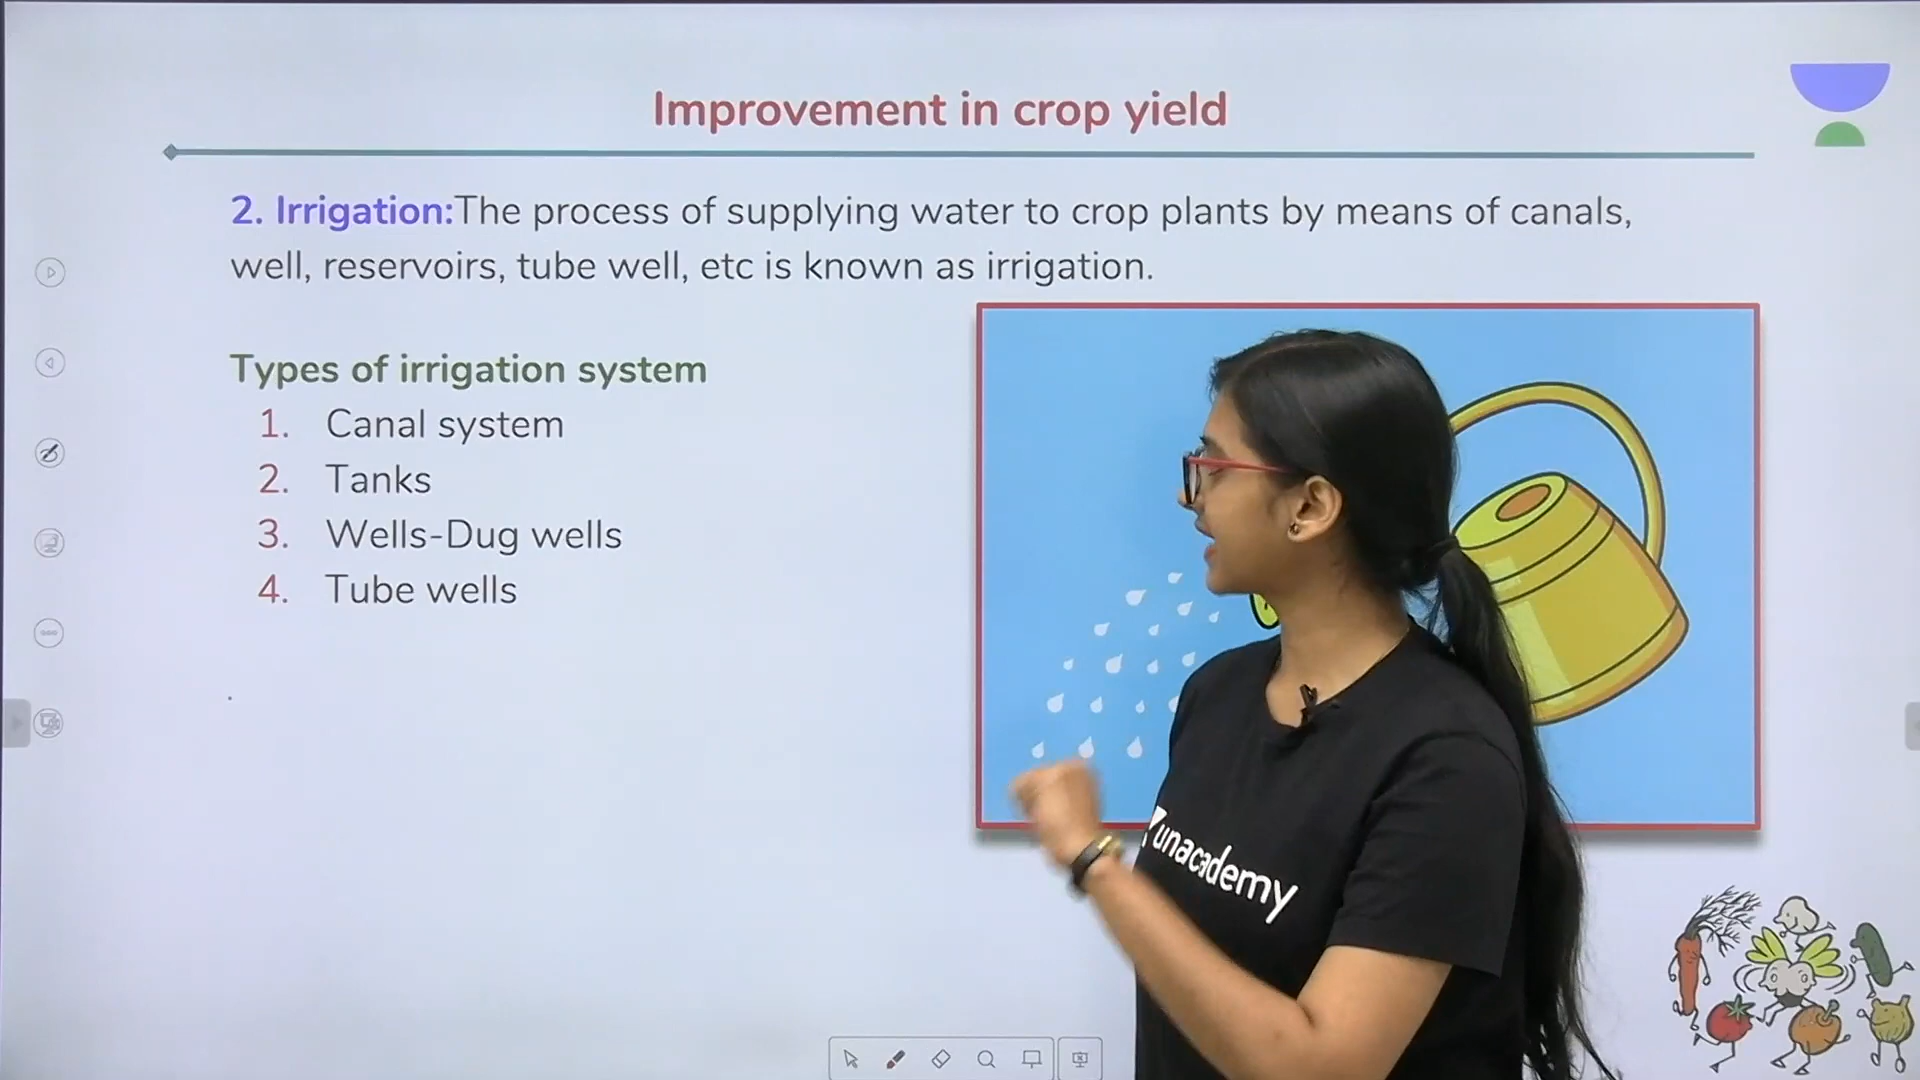 Improvement in crop yield
2. Irrigation:The process of supplying water to crop plants by means of canals,
well, reservoirs, tube well, etc is known as irrigation.
Types of irrigation system
1. Canal system
2. Tanks
3. Wells-Dug wells
4. Tube wells
unacademy